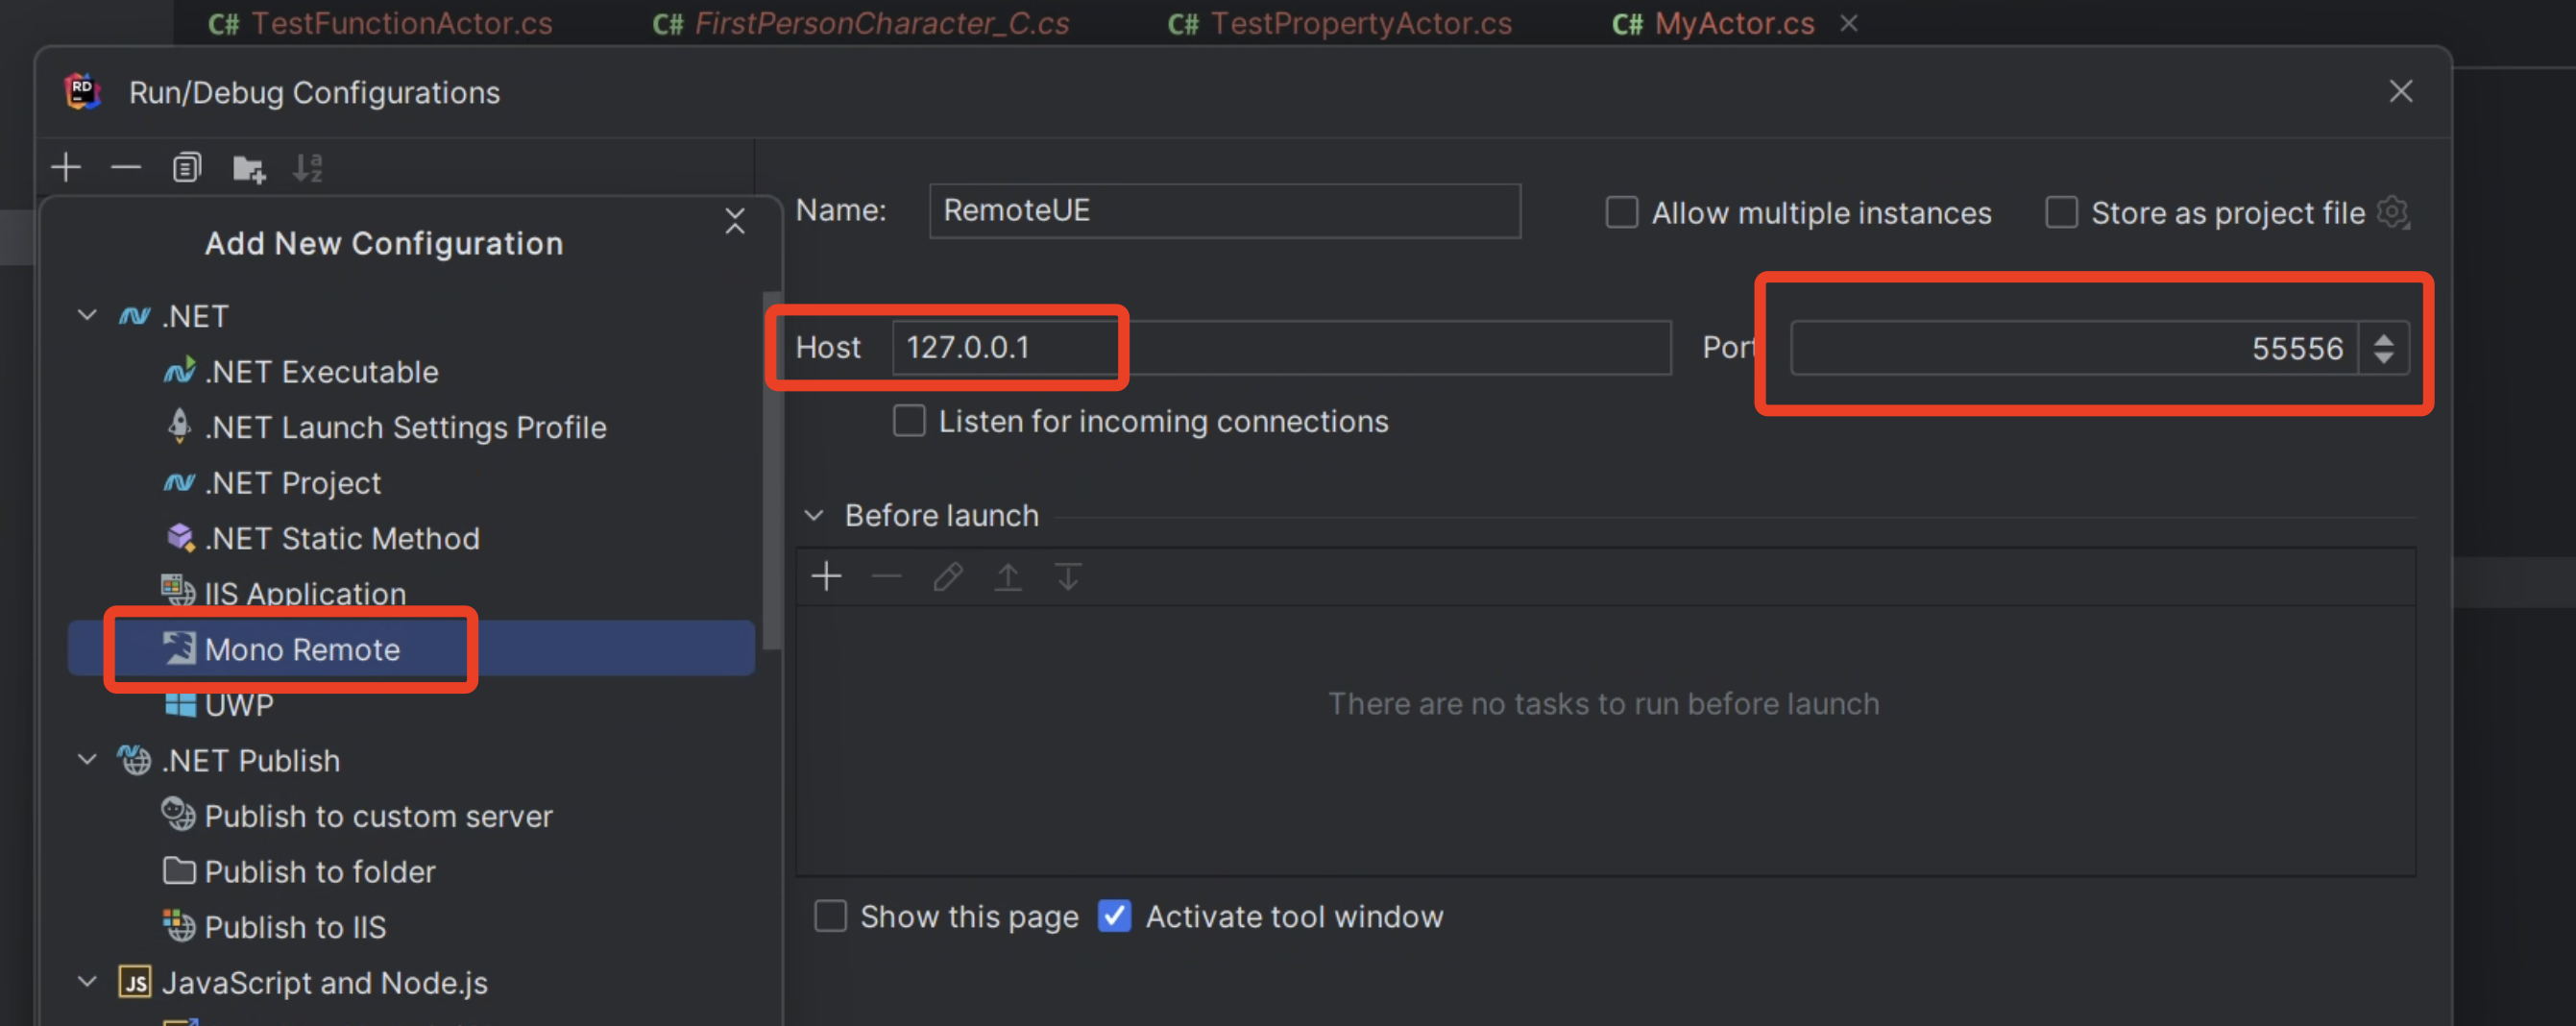 C# TestFunctionActor.cs C# FirstPersonCharacter_C.cs C# TestPropertyActor.cs C# MyActor.cs
RD Run/Debug Configurations
Add New Configuration
.NET
.NET Executable
.NET Launch Settings Profile
.NET Project
.NET Static Method
IIS Application
Mono Remote
UWP
.NET Publish
Publish to custom server
Publish to folder
Publish to IIS
JS JavaScript and Node.js
Name: RemoteUE Allow multiple instances Store as project file
Host 127.0.0.1 Port 55556
Listen for incoming connections
Before launch
There are no tasks to run before launch
Show this page Activate tool window